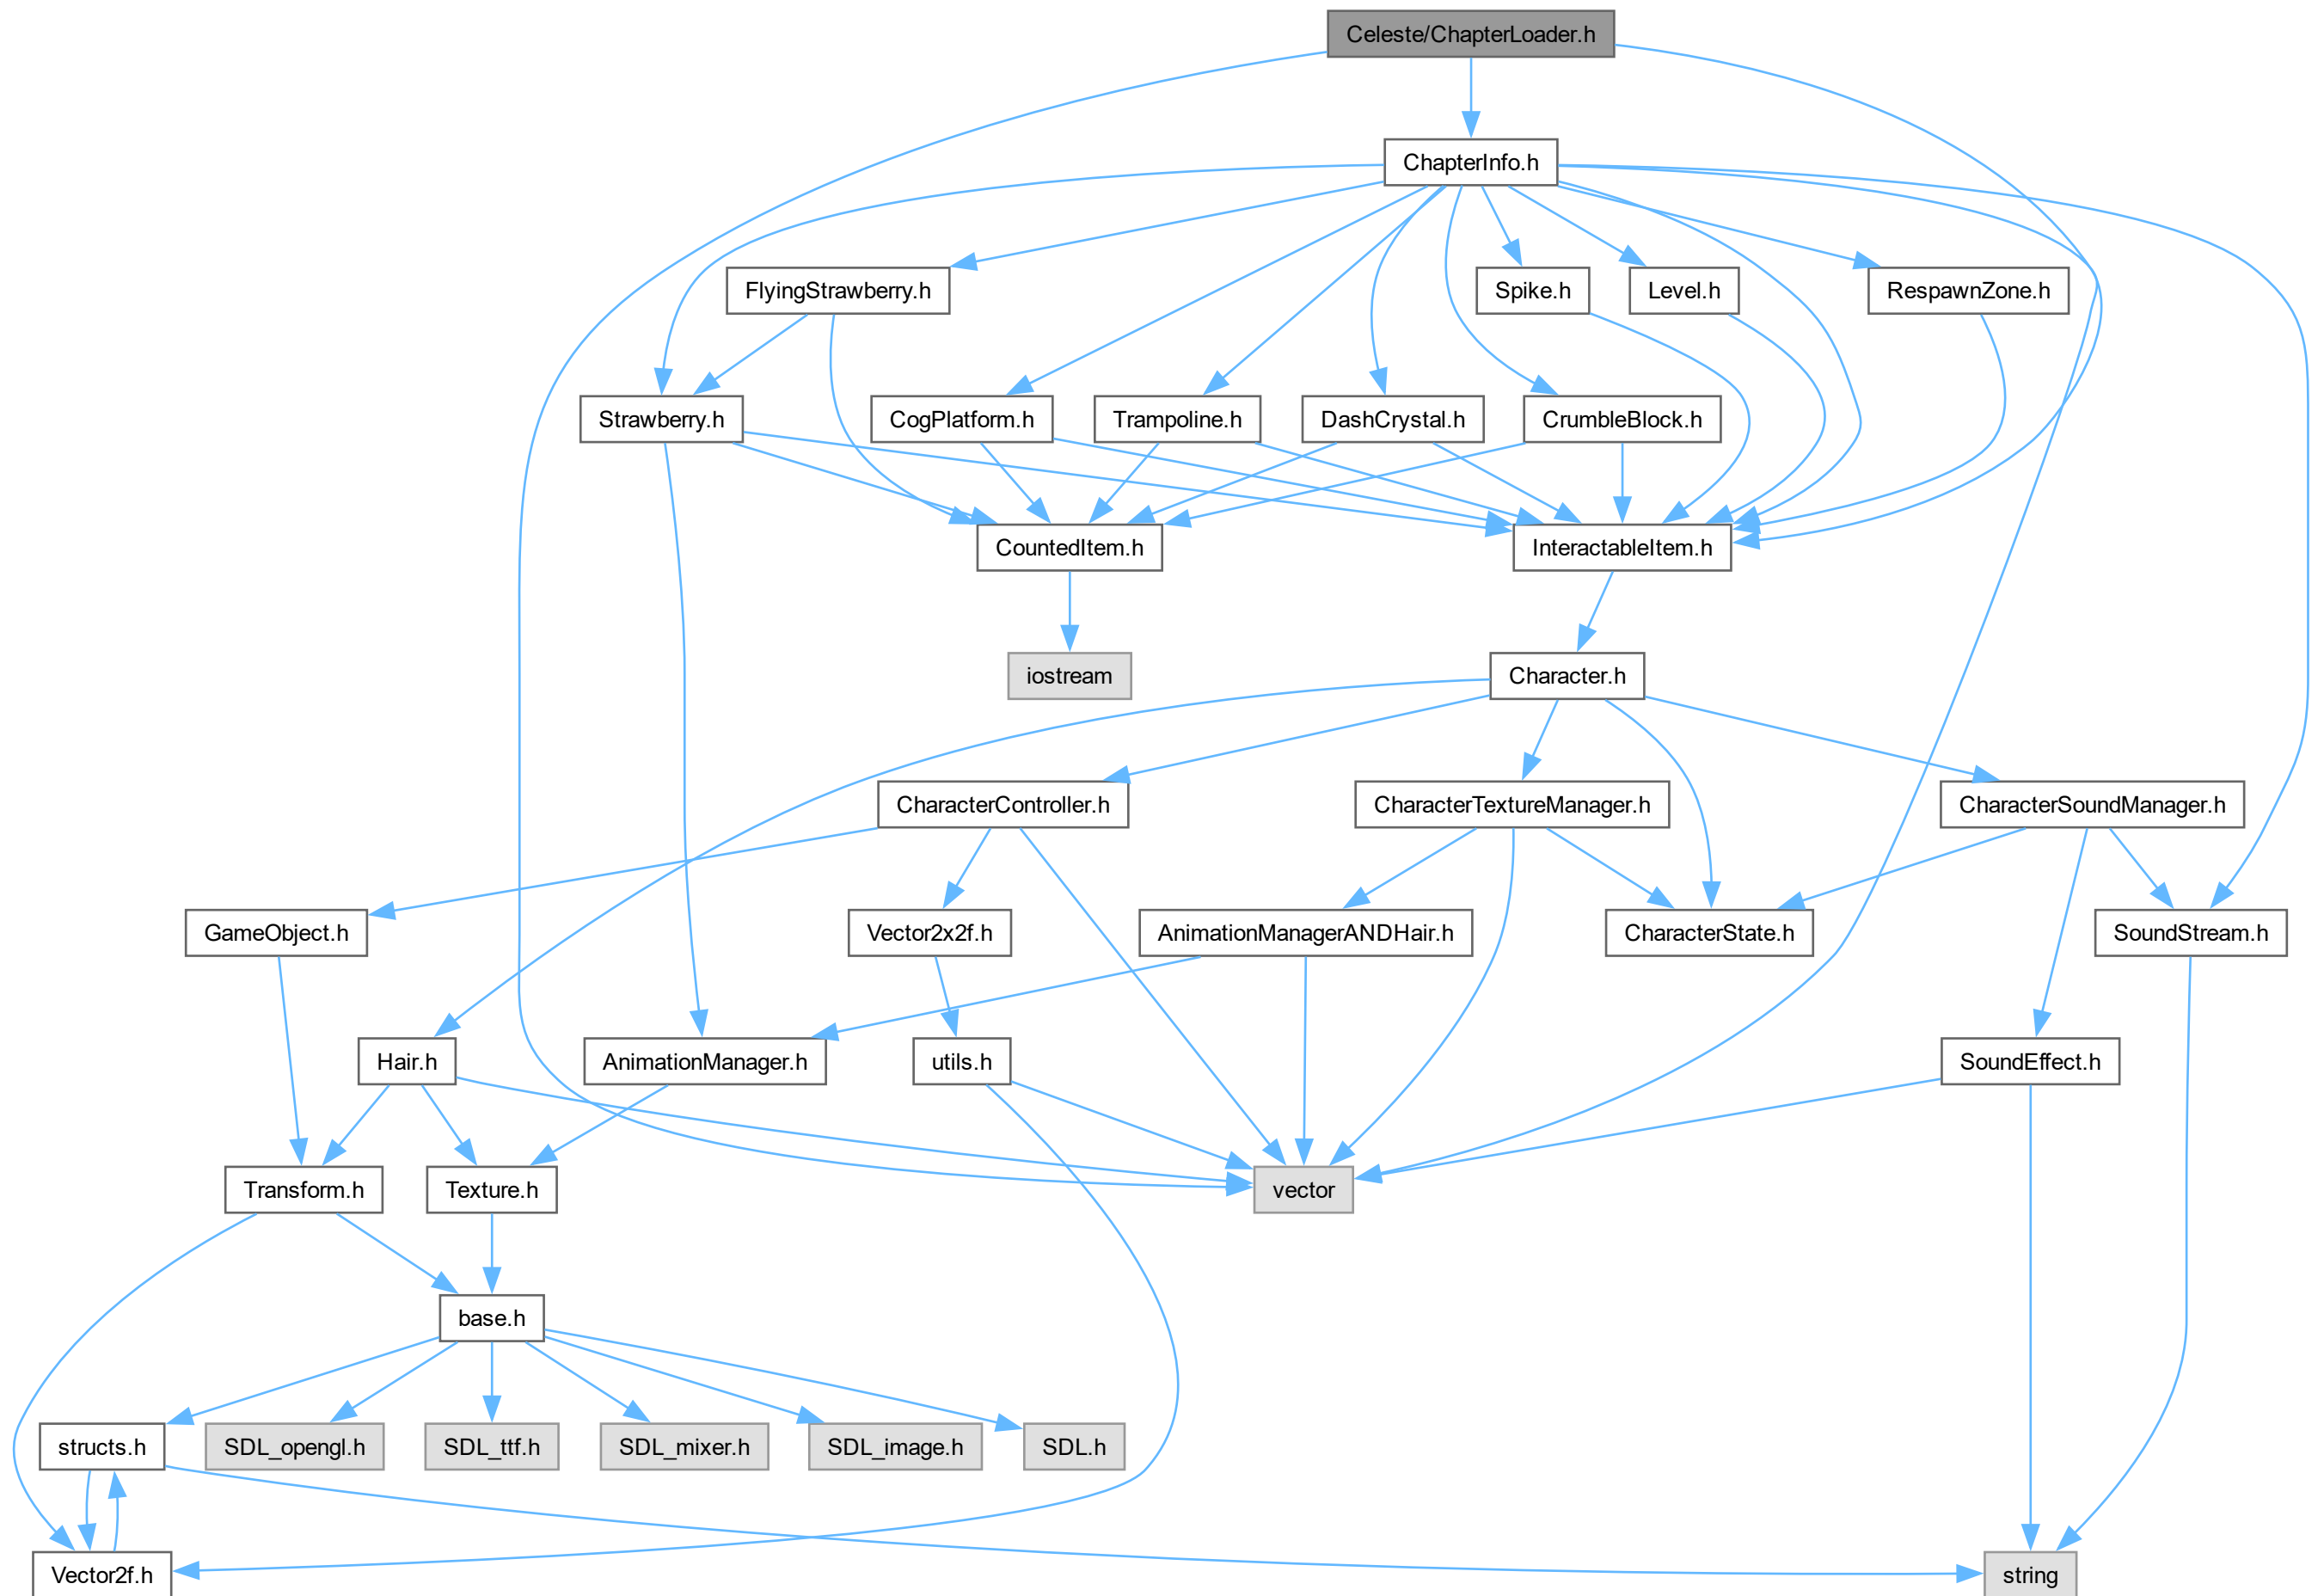 Celeste/ChapterLoader.h
ChapterInfo.h
FlyingStrawberry.h
Spike.h
Level.h
RespawnZone.h
Strawberry.h
CogPlatform.h
Trampoline.h
DashCrystal.h
CrumbleBlock.h
CountedItem.h
InteractableItem.h
iostream
Character.h
CharacterController.h
CharacterTextureManager.h
CharacterSoundManager.h
GameObject.h
Vector2x2f.h
AnimationManagerANDHair.h
CharacterState.h
SoundStream.h
Hair.h
AnimationManager.h
utils.h
SoundEffect.h
Transform.h
Texture.h
vector
base.h
structs.h
SDL_opengl.h
SDL_ttf.h
SDL_mixer.h
SDL_image.h
SDL.h
Vector2f.h
string